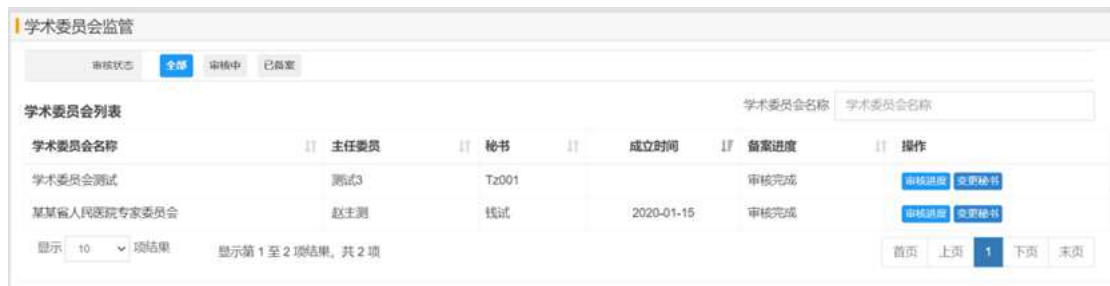 学术委员会监管
审核状态 全部 审核中 已备案
学术委员会列表 学术委员会名称 学术委员会名称
学术委员会名称 主任委员 秘书 成立时间 备案进度 操作
学术委员会测试 测试3 Tz001 审核完成 审核进度 变更秘书
某某省人民医院专家委员会 赵主测 钱试 2020-01-15 审核完成 审核进度 变更秘书
显示 10 项结果 显示第 1 至 2 项结果，共 2 项 首页 上页 1 下页 末页